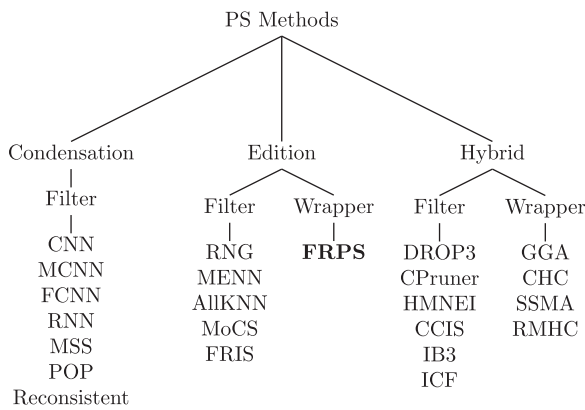 PS Methods
Condensation
Edition
Hybrid
Filter
Filter
Wrapper
Filter
Wrapper
CNN
MCNN
FCNN
RNN
MSS
POP
Reconsistent
RNG
MENN
AllKNN
MoCS
FRIS
FRPS
DROP3
CPruner
HMNEI
CCIS
IB3
ICF
GGA
CHC
SSMA
RMHC